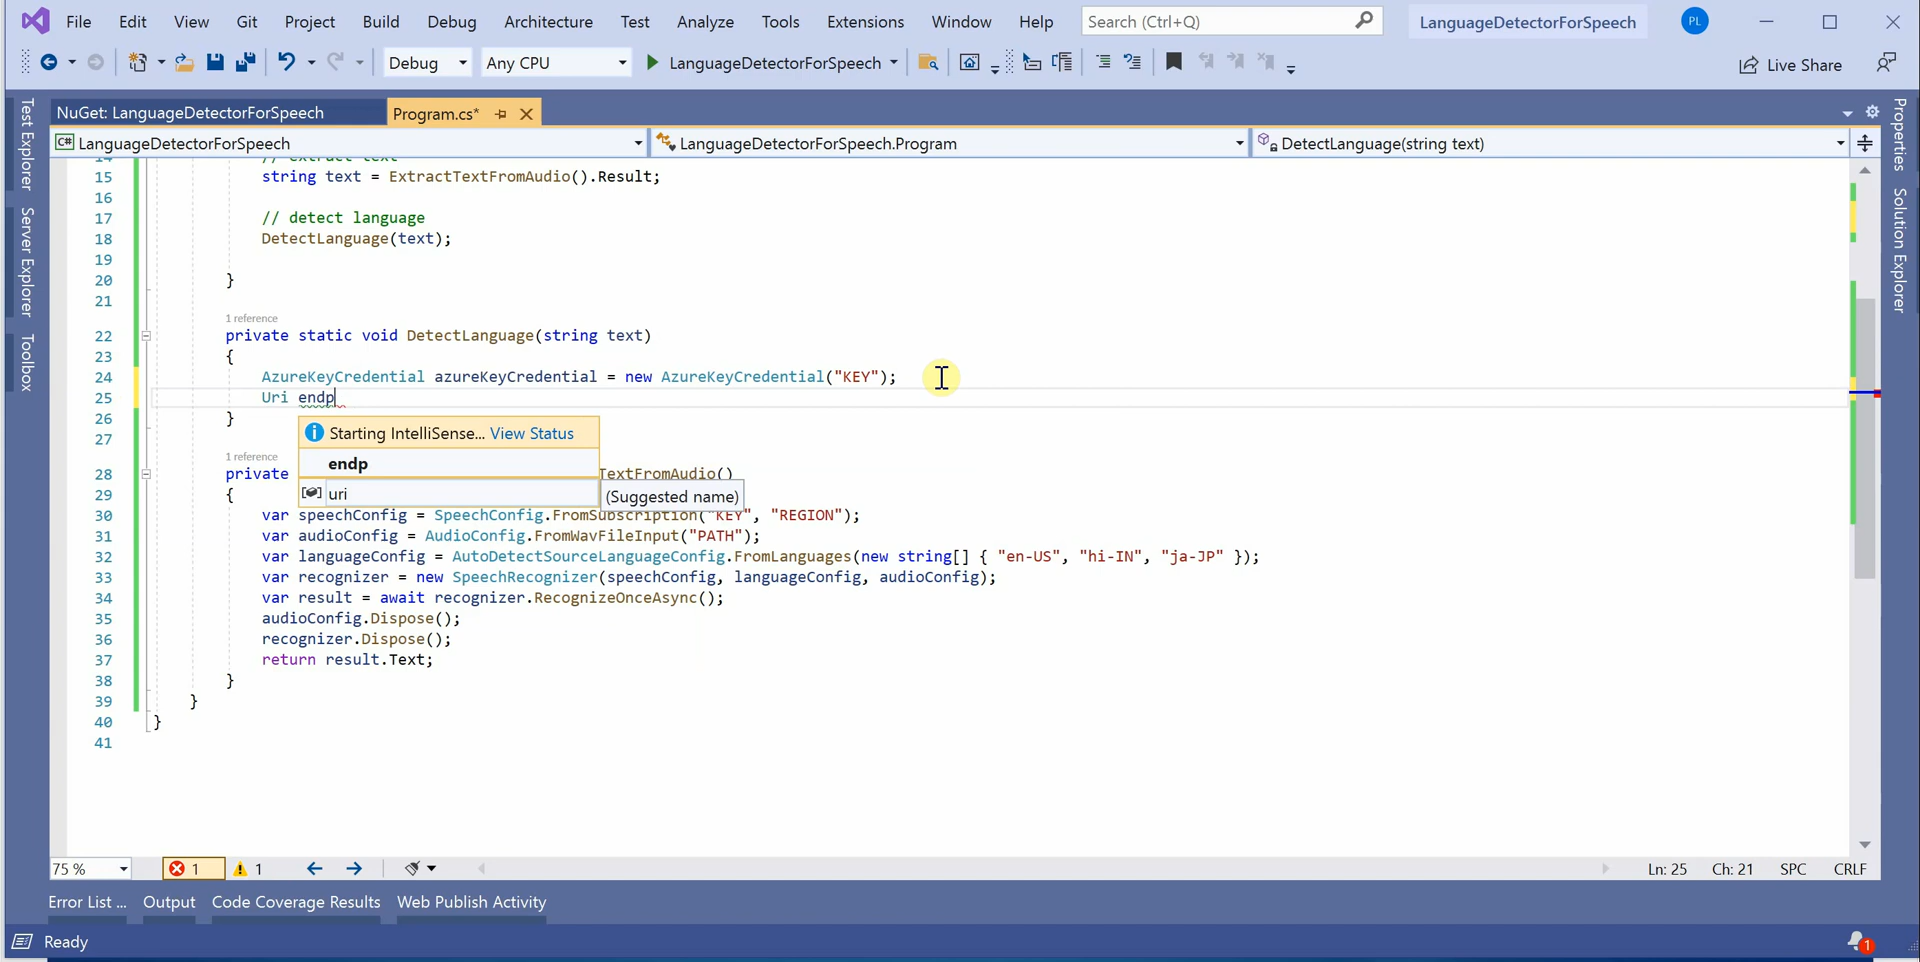 File Edit View Git Project Build Debug Architecture Test Analyze Tools Extensions Window Help Search (Ctrl+Q) LanguageDetectorForSpeech PL
Debug Any CPU LanguageDetectorForSpeech Live Share
NuGet: LanguageDetectorForSpeech Program.cs*
LanguageDetectorForSpeech LanguageDetectorForSpeech.Program DetectLanguage(string text)
Test Explorer
Server Explorer
Toolbox
Properties
Solution Explorer
14 // extract text
15 string text = ExtractTextFromAudio().Result;
16
17 // detect language
18 DetectLanguage(text);
19
20 }
21
1 reference
22 private static void DetectLanguage(string text)
23 {
24 AzureKeyCredential azureKeyCredential = new AzureKeyCredential("KEY");
25 Uri endp
26 }
Starting IntelliSense... View Status
27
endp
1 reference
28 private TextFromAudio()
uri
(Suggested name)
29 {
30 var speechConfig = SpeechConfig.FromSubscription("KEY", "REGION");
31 var audioConfig = AudioConfig.FromWavFileInput("PATH");
32 var languageConfig = AutoDetectSourceLanguageConfig.FromLanguages(new string[] { "en-US", "hi-IN", "ja-JP" });
33 var recognizer = new SpeechRecognizer(speechConfig, languageConfig, audioConfig);
34 var result = await recognizer.RecognizeOnceAsync();
35 audioConfig.Dispose();
36 recognizer.Dispose();
37 return result.Text;
38 }
39 }
40 }
41
75 % 1 1 Ln: 25 Ch: 21 SPC CRLF
Error List ... Output Code Coverage Results Web Publish Activity
Ready 1